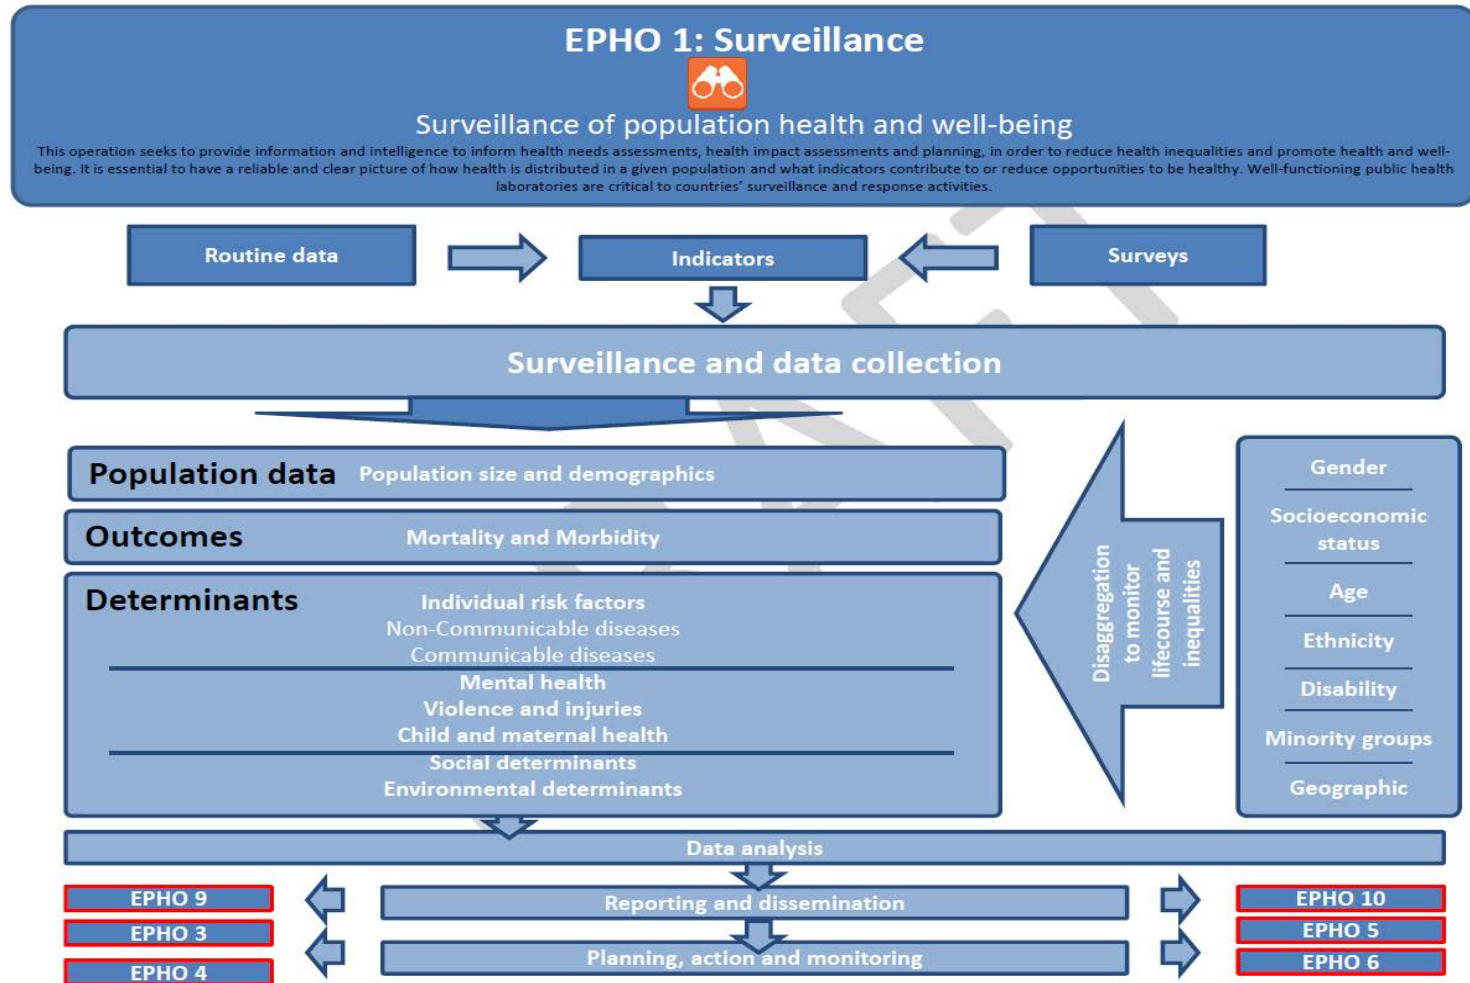 EPHO 1: Surveillance
Surveillance of population health and well-being
This operation seeks to provide information and intelligence to inform health needs assessments, health impact assessments and planning, in order to reduce health inequalities and promote health and well-
being. It is essential to have a reliable and clear picture of how health is distributed in a given population and what indicators contribute to or reduce opportunities to be healthy. Well-functioning public health
laboratories are critical to countries' surveillance and response activities.
Routine data
Indicators
Surveys
Surveillance and data collection
Population data Population size and demographics
Outcomes Mortality and Morbidity
Determinants
Individual risk factors
Non-Communicable diseases
Communicable diseases
Mental health
Violence and injuries
Child and maternal health
Social determinants
Environmental determinants
Disaggregation
to monitor
lifecourse and
inequalities
Gender
Socioeconomic
status
Age
Ethnicity
Disability
Minority groups
Geographic
Data analysis
EPHO 9
Reporting and dissemination
EPHO 10
EPHO 3
EPHO 5
Planning, action and monitoring
EPHO 4
EPHO 6
DRAFT